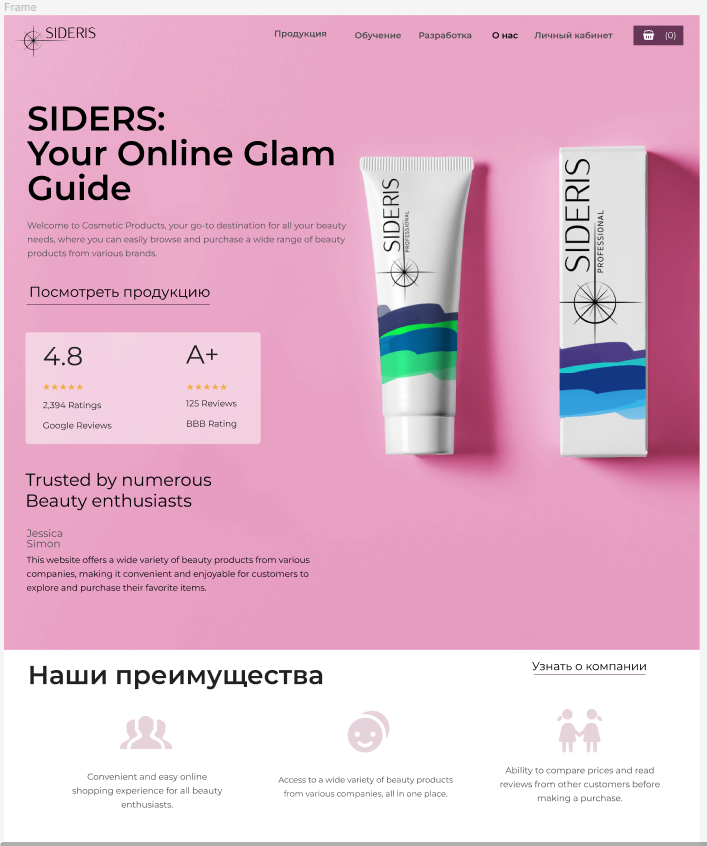 Frame
SIDERIS
Продукция
Обучение
Разработка
О нас
Личный кабинет
(0)
SIDERS:
Your Online Glam
Guide
Welcome to Cosmetic Products, your go-to destination for all your beauty
needs, where you can easily browse and purchase a wide range of beauty
products from various brands.
Посмотреть продукцию
4.8
A+
2,394 Ratings
125 Reviews
Google Reviews
BBB Rating
SIDERIS
PROFESSIONAL
SIDERIS
PROFESSIONAL
Trusted by numerous
Beauty enthusiasts
Jessica
Simon
This website offers a wide variety of beauty products from various
companies, making it convenient and enjoyable for customers to
explore and purchase their favorite items.
Наши преимущества
Узнать о компании
Convenient and easy online
shopping experience for all beauty
enthusiasts.
Access to a wide variety of beauty products
from various companies, all in one place.
Ability to compare prices and read
reviews from other customers before
making a purchase.